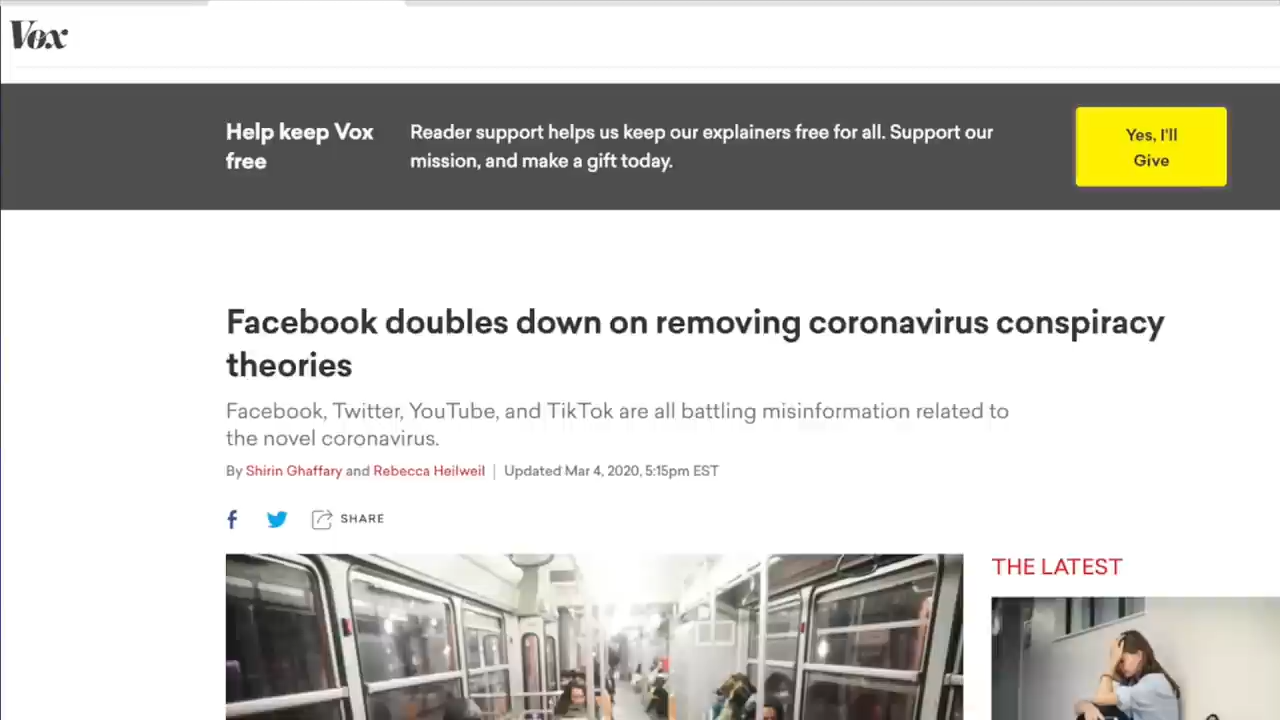 Vox
Help keep Vox
free
Reader support helps us keep our explainers free for all. Support our
mission, and make a gift today.
Yes, I'll
Give
Facebook doubles down on removing coronavirus conspiracy
theories
Facebook, Twitter, YouTube, and TikTok are all battling misinformation related to
the novel coronavirus.
By Shirin Ghaffary and Rebecca Heilweil | Updated Mar 4, 2020, 5:15pm EST
SHARE
THE LATEST